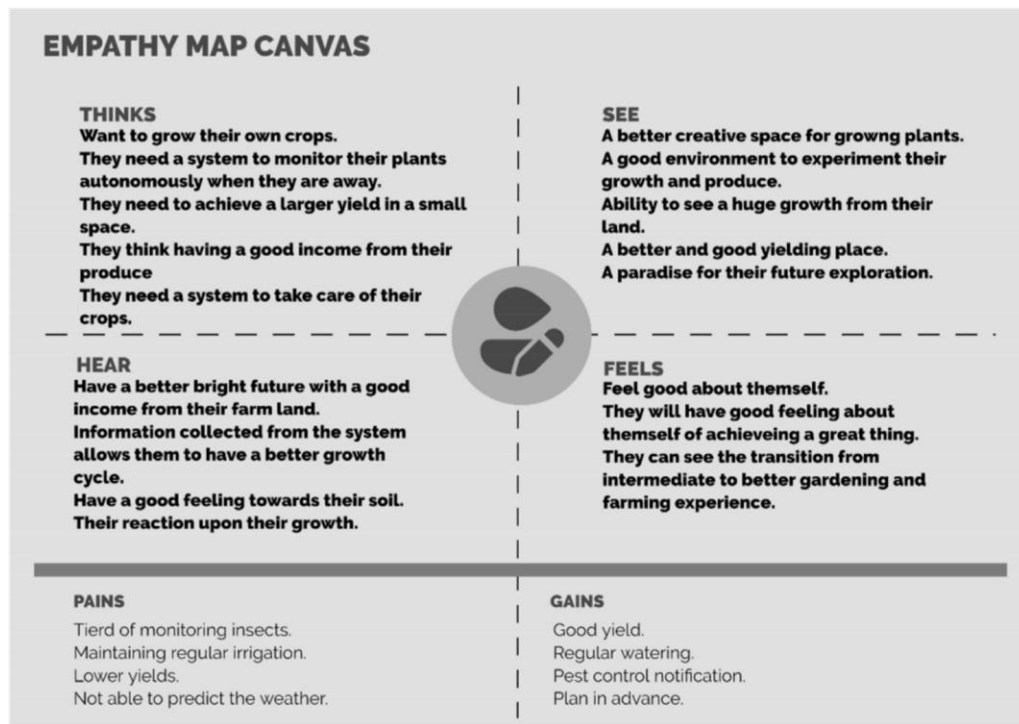 EMPATHY MAP CANVAS
THINKS
Want to grow their own crops.
They need a system to monitor their plants
autonomously when they are away.
They need to achieve a larger yield in a small
space.
They think having a good income from their
produce
They need a system to take care of their
crops.
SEE
A better creative space for growng plants.
A good environment to experiment their
growth and produce.
Ability to see a huge growth from their
land.
A better and good yielding place.
A paradise for their future exploration.
HEAR
Have a better bright future with a good
income from their farm land.
Information collected from the system
allows them to have a better growth
cycle.
Have a good feeling towards their soil.
Their reaction upon their growth.
FEELS
Feel good about themself.
They will have good feeling about
themself of achieveing a great thing.
They can see the transition from
intermediate to better gardening and
farming experience.
PAINS
Tierd of monitoring insects.
Maintaining regular irrigation.
Lower yields.
Not able to predict the weather.
GAINS
Good yield.
Regular watering.
Pest control notification.
Plan in advance.